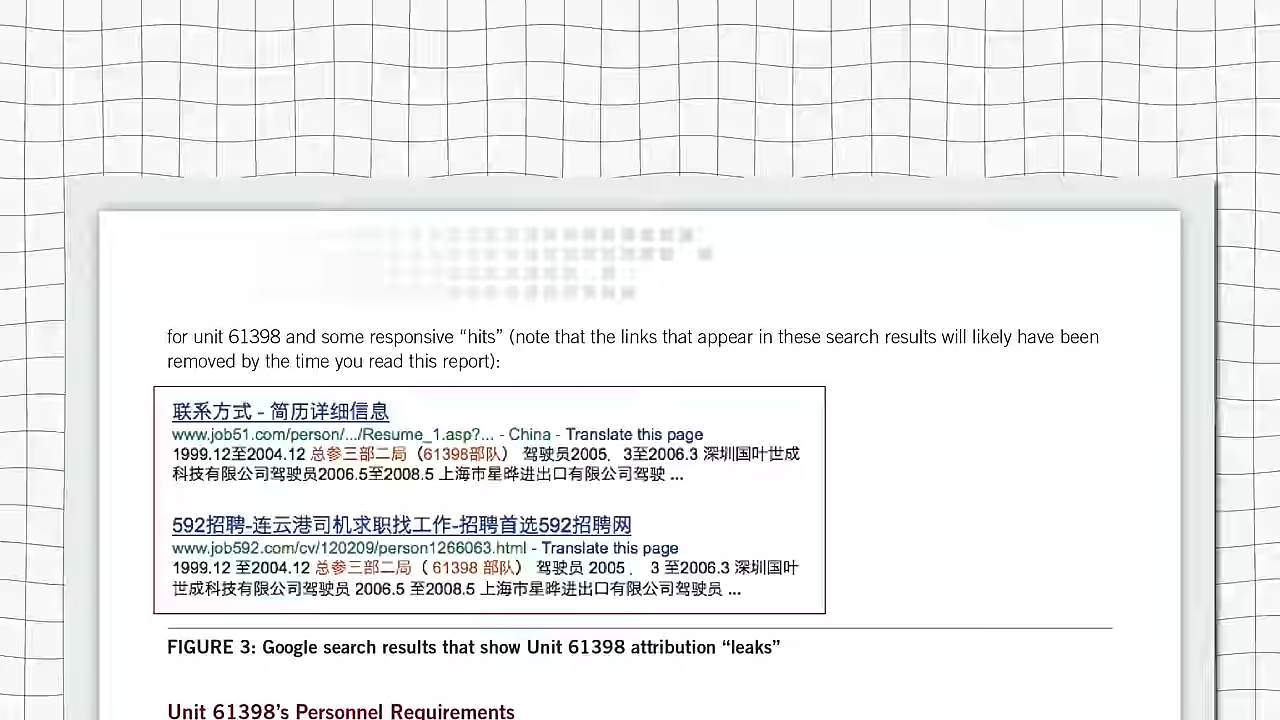 for unit 61398 and some responsive “hits” (note that the links that appear in these search results will likely have been
removed by the time you read this report):
联系方式 - 简历详细信息
www.job51.com/person/.../Resume_1.asp?... - China - Translate this page
1999.12至2004.12 总参三部二局（61398部队） 驾驶员2005．3至2006.3 深圳国叶世成
科技有限公司驾驶员2006.5至2008.5 上海市星晔进出口有限公司驾驶 ...
592招聘-连云港司机求职找工作-招聘首选592招聘网
www.job592.com/cv/120209/person1266063.html - Translate this page
1999.12 至2004.12 总参三部二局（ 61398 部队） 驾驶员 2005． 3 至2006.3 深圳国叶
世成科技有限公司驾驶员 2006.5 至2008.5 上海市星晔进出口有限公司驾驶员 ...
FIGURE 3: Google search results that show Unit 61398 attribution “leaks”
Unit 61398’s Personnel Requirements